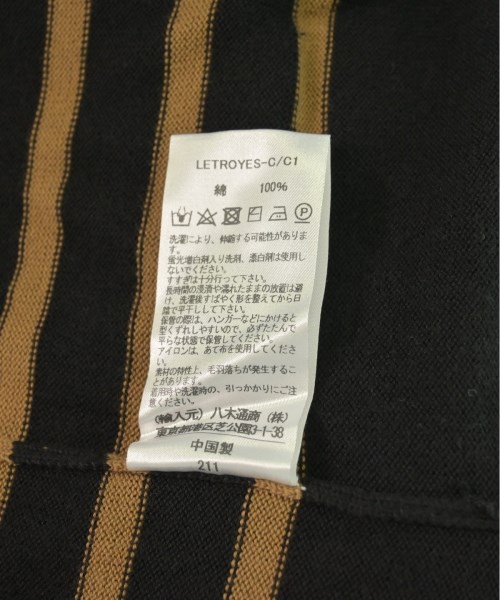 LETROYES-C/C1
綿 100%
P
洗濯により、伸縮する可能性がありま
す。
蛍光増白剤入り洗剤、漂白剤は使用し
ないでください。
すすぎは十分行って下さい。
長時間の浸漬や濡れたままの放置は避
け、洗濯後すばやく形を整えてから日
陰で平干しして下さい。
保管の際は、ハンガーなどにかけると
型くずれしやすいので、必ずたたんで
平らな状態で保管してください。
アイロンは、あて布を使用してくださ
い。
素材の特性上、毛羽落ちが発生するこ
とがあります。
着用時や洗濯時の、引っかかりにご注
意ください。
(輸入元) 八木通商 (株)
東京都港区芝公園3-1-38
中国製
211